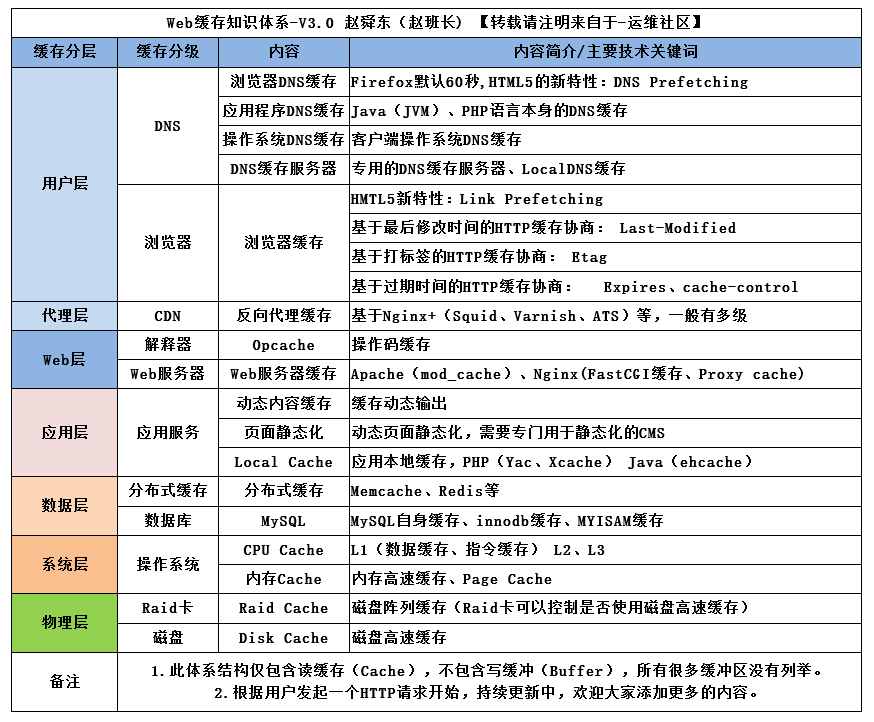 Web缓存知识体系-V3.0 赵舜东（赵班长) 【转载请注明来自于-运维社区】
缓存分层 缓存分级 内容 内容简介/主要技术关键词
用户层 DNS 浏览器DNS缓存 Firefox默认60秒,HTML5的新特性：DNS Prefetching
应用程序DNS缓存 Java（JVM）、PHP语言本身的DNS缓存
操作系统DNS缓存 客户端操作系统DNS缓存
DNS缓存服务器 专用的DNS缓存服务器、LocalDNS缓存
浏览器 浏览器缓存 HMTL5新特性：Link Prefetching
基于最后修改时间的HTTP缓存协商： Last-Modified
基于打标签的HTTP缓存协商： Etag
基于过期时间的HTTP缓存协商： Expires、cache-control
代理层 CDN 反向代理缓存 基于Nginx+（Squid、Varnish、ATS）等，一般有多级
Web层 解释器 Opcache 操作码缓存
Web服务器 Web服务器缓存 Apache（mod_cache）、Nginx(FastCGI缓存、Proxy cache)
应用层 应用服务 动态内容缓存 缓存动态输出
页面静态化 动态页面静态化，需要专门用于静态化的CMS
Local Cache 应用本地缓存，PHP（Yac、Xcache） Java（ehcache）
数据层 分布式缓存 分布式缓存 Memcache、Redis等
数据库 MySQL MySQL自身缓存、innodb缓存、MYISAM缓存
系统层 操作系统 CPU Cache L1（数据缓存、指令缓存） L2、L3
内存Cache 内存高速缓存、Page Cache
物理层 Raid卡 Raid Cache 磁盘阵列缓存（Raid卡可以控制是否使用磁盘高速缓存）
磁盘 Disk Cache 磁盘高速缓存
备注 1.此体系结构仅包含读缓存（Cache），不包含写缓冲（Buffer），所有很多缓冲区没有列举。
2.根据用户发起一个HTTP请求开始，持续更新中，欢迎大家添加更多的内容。